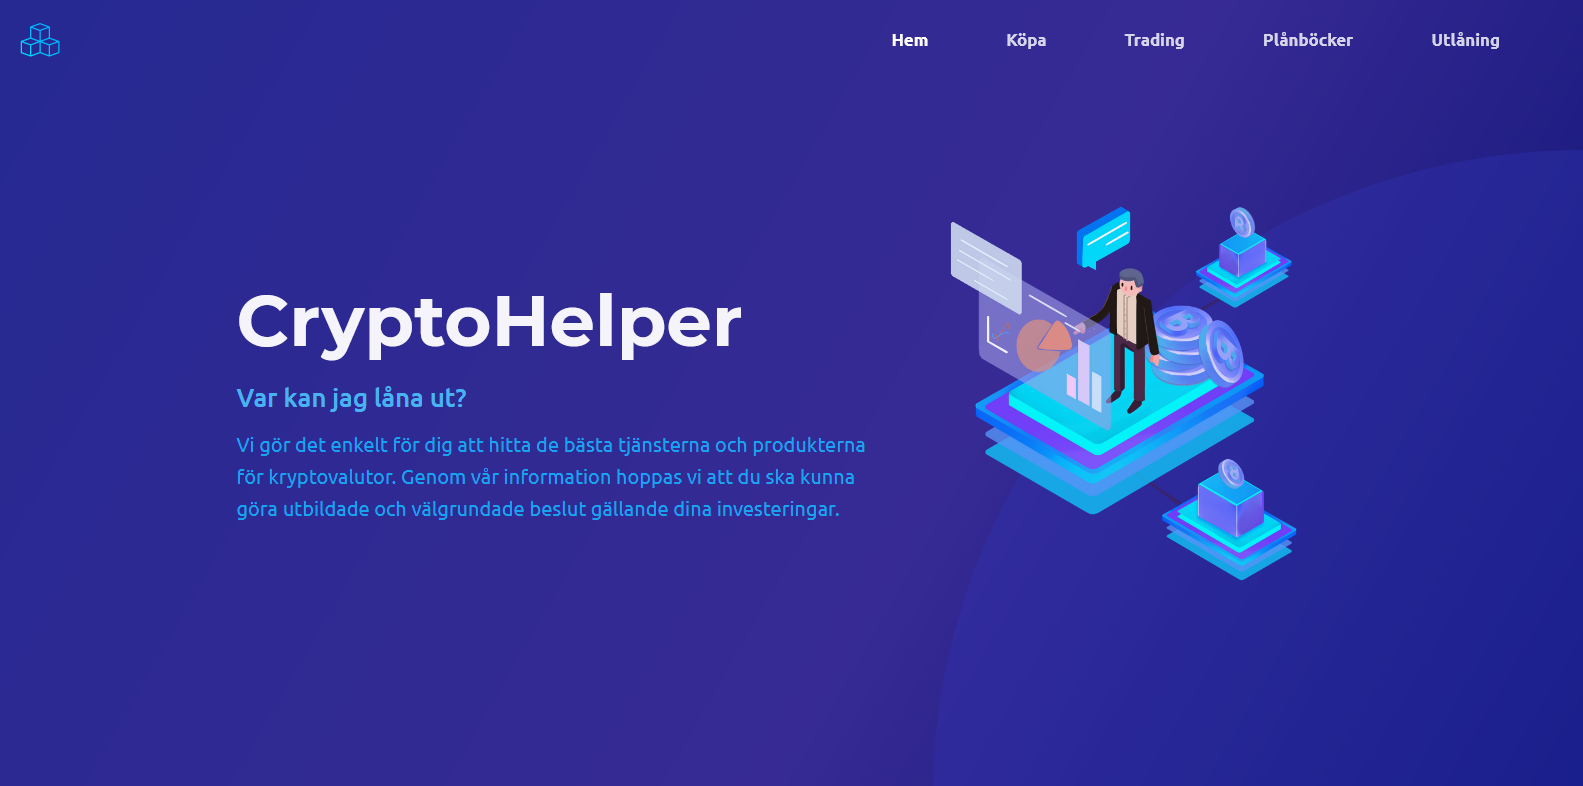 Hem
Köpa
Trading
Plånböcker
Utlåning
CryptoHelper
Var kan jag låna ut?
Vi gör det enkelt för dig att hitta de bästa tjänsterna och produkterna
för kryptovalutor. Genom vår information hoppas vi att du ska kunna
göra utbildade och välgrundade beslut gällande dina investeringar.